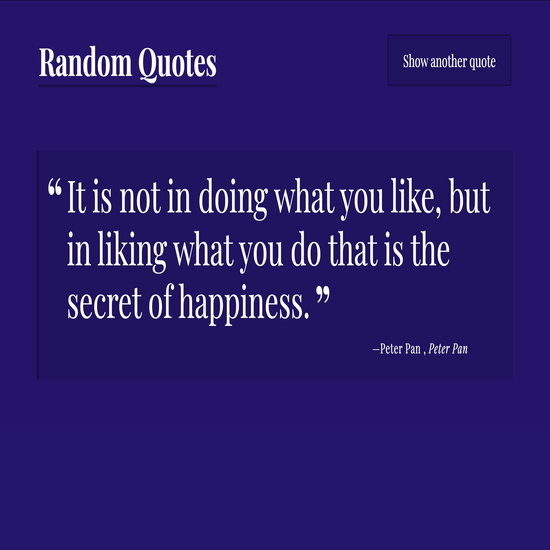 Random Quotes
Show another quote
“It is not in doing what you like, but
in liking what you do that is the
secret of happiness.”
–Peter Pan , Peter Pan